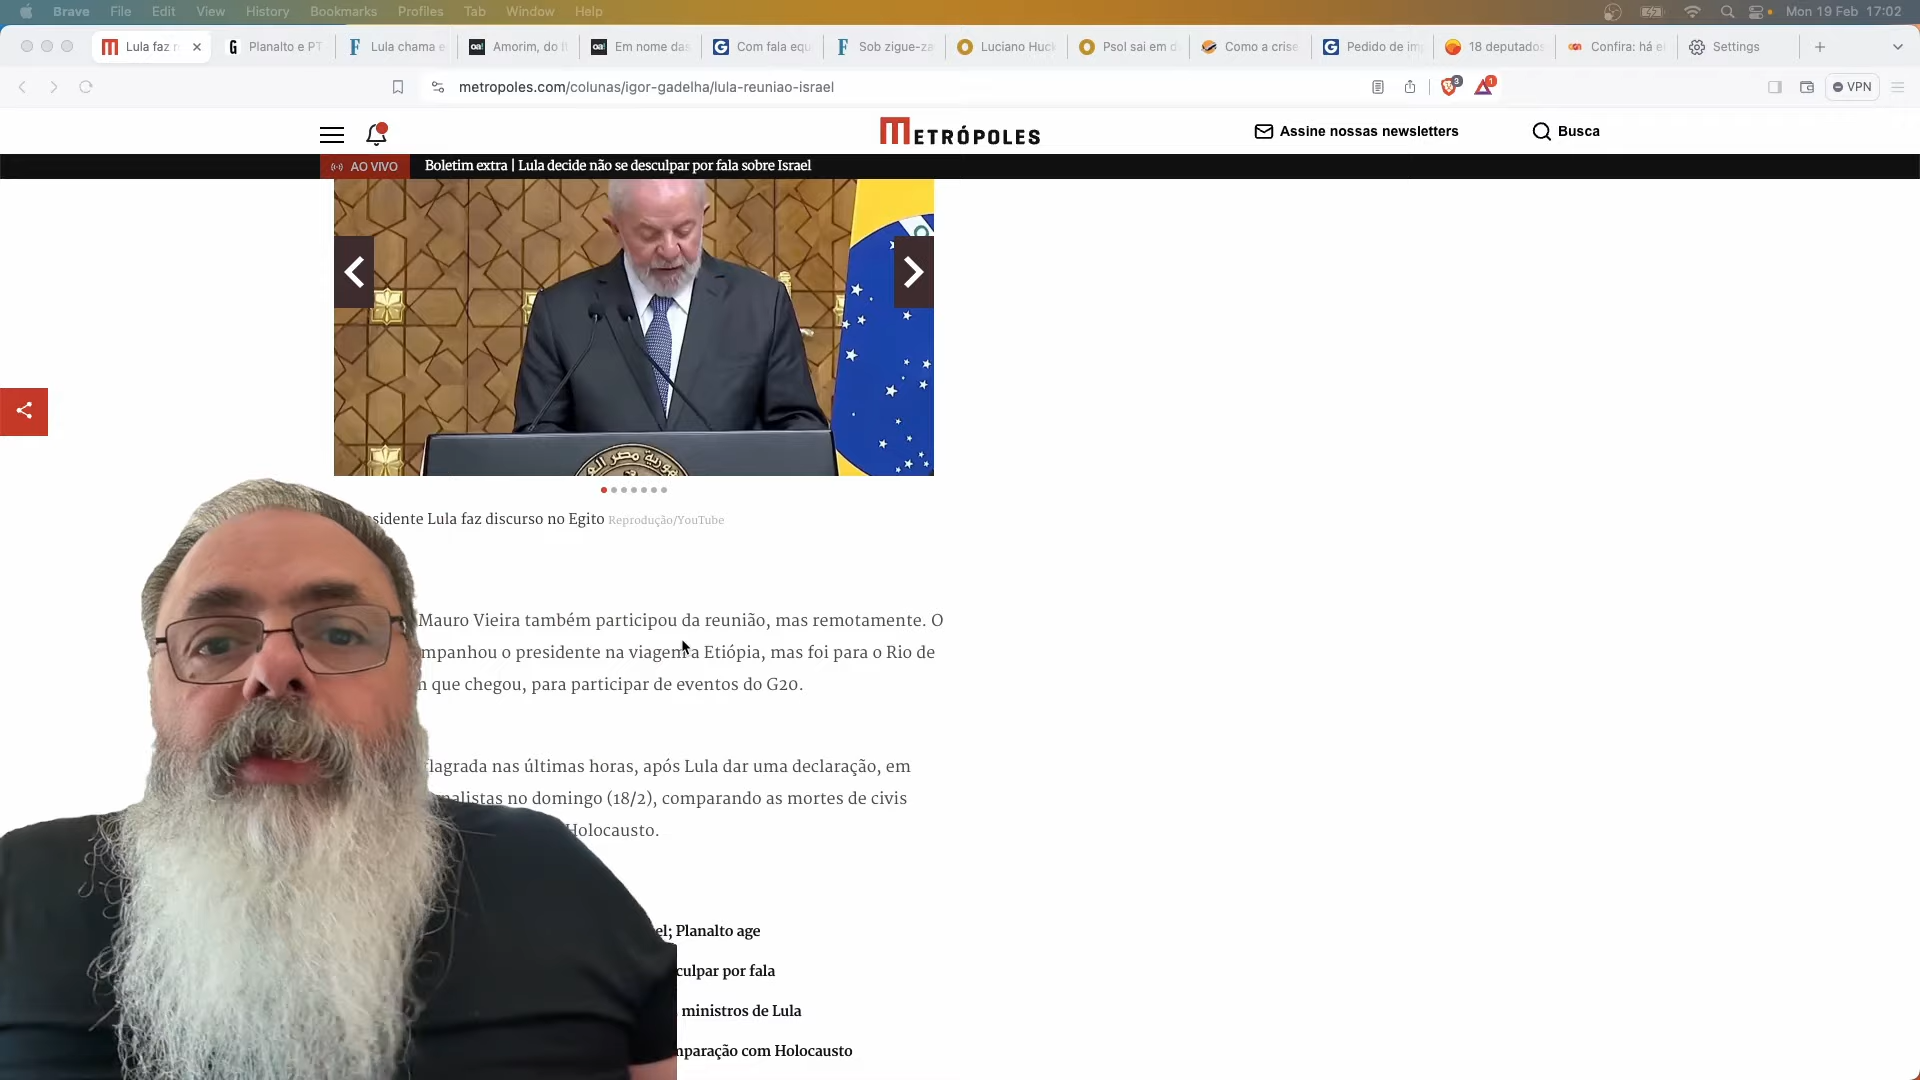 Brave File Edit View History Bookmarks Profiles Tab Window Help Mon 19 Feb 17:02
Lula faz Planalto e PT Lula chama e Amorim, do Em nome das Com fala equ Sob zigue-za Luciano Huck Psol sai em d Como a crise Pedido de im 18 deputados Confira: há e Settings
metropoles.com/colunas/igor-gadelha/lula-reuniao-israel 3 1 VPN
METRÓPOLES Assine nossas newsletters Busca
AO VIVO Boletim extra | Lula decide não se desculpar por fala sobre Israel
جمهورية مصر
sidente Lula faz discurso no Egito Reprodução/YouTube
Mauro Vieira também participou da reunião, mas remotamente. O
mpanhou o presidente na viagem a Etiópia, mas foi para o Rio de
que chegou, para participar de eventos do G20.
flagrada nas últimas horas, após Lula dar uma declaração, em
nalistas no domingo (18/2), comparando as mortes de civis
Holocausto.
el; Planalto age
culpar por fala
ministros de Lula
mparação com Holocausto